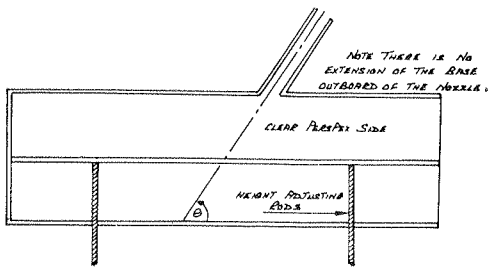 NOTE THERE IS NO
EXTENSION OF THE BASE
OUTBOARD OF THE NOZZLE.
CLEAR PERSPEX SIDE
HEIGHT ADJUSTING
RODS
θ